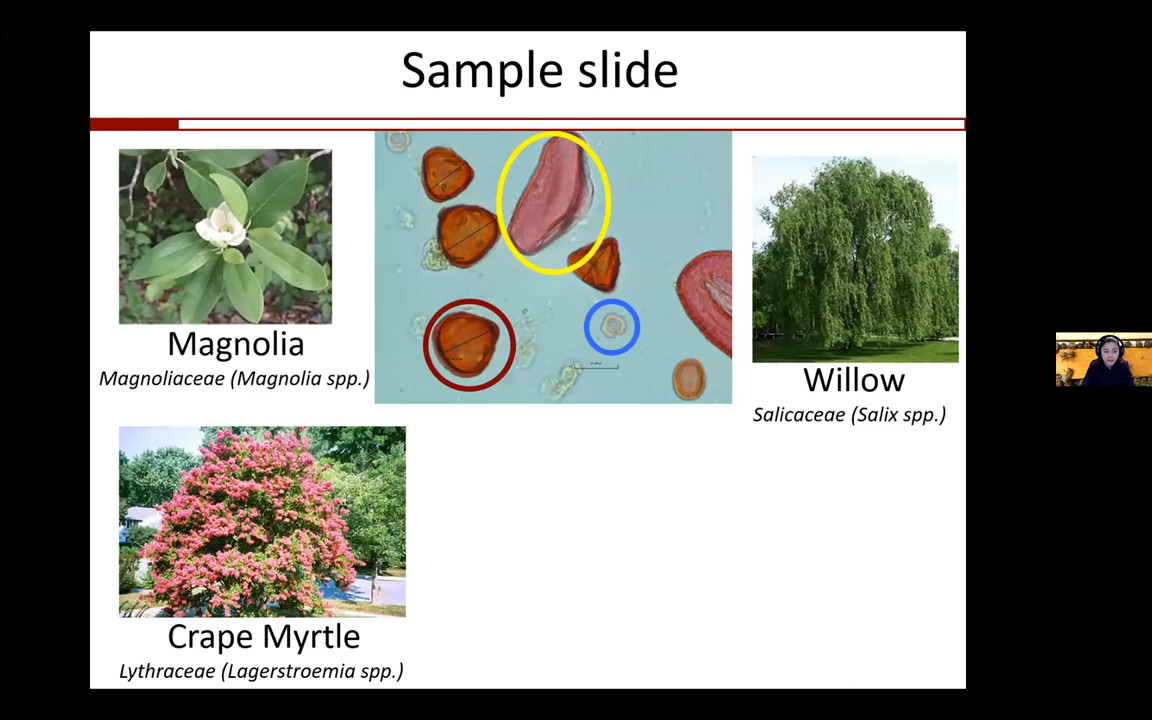 Sample slide
Magnolia
Magnoliaceae (Magnolia spp.)
Willow
Salicaceae (Salix spp.)
Crape Myrtle
Lythraceae (Lagerstroemia spp.)